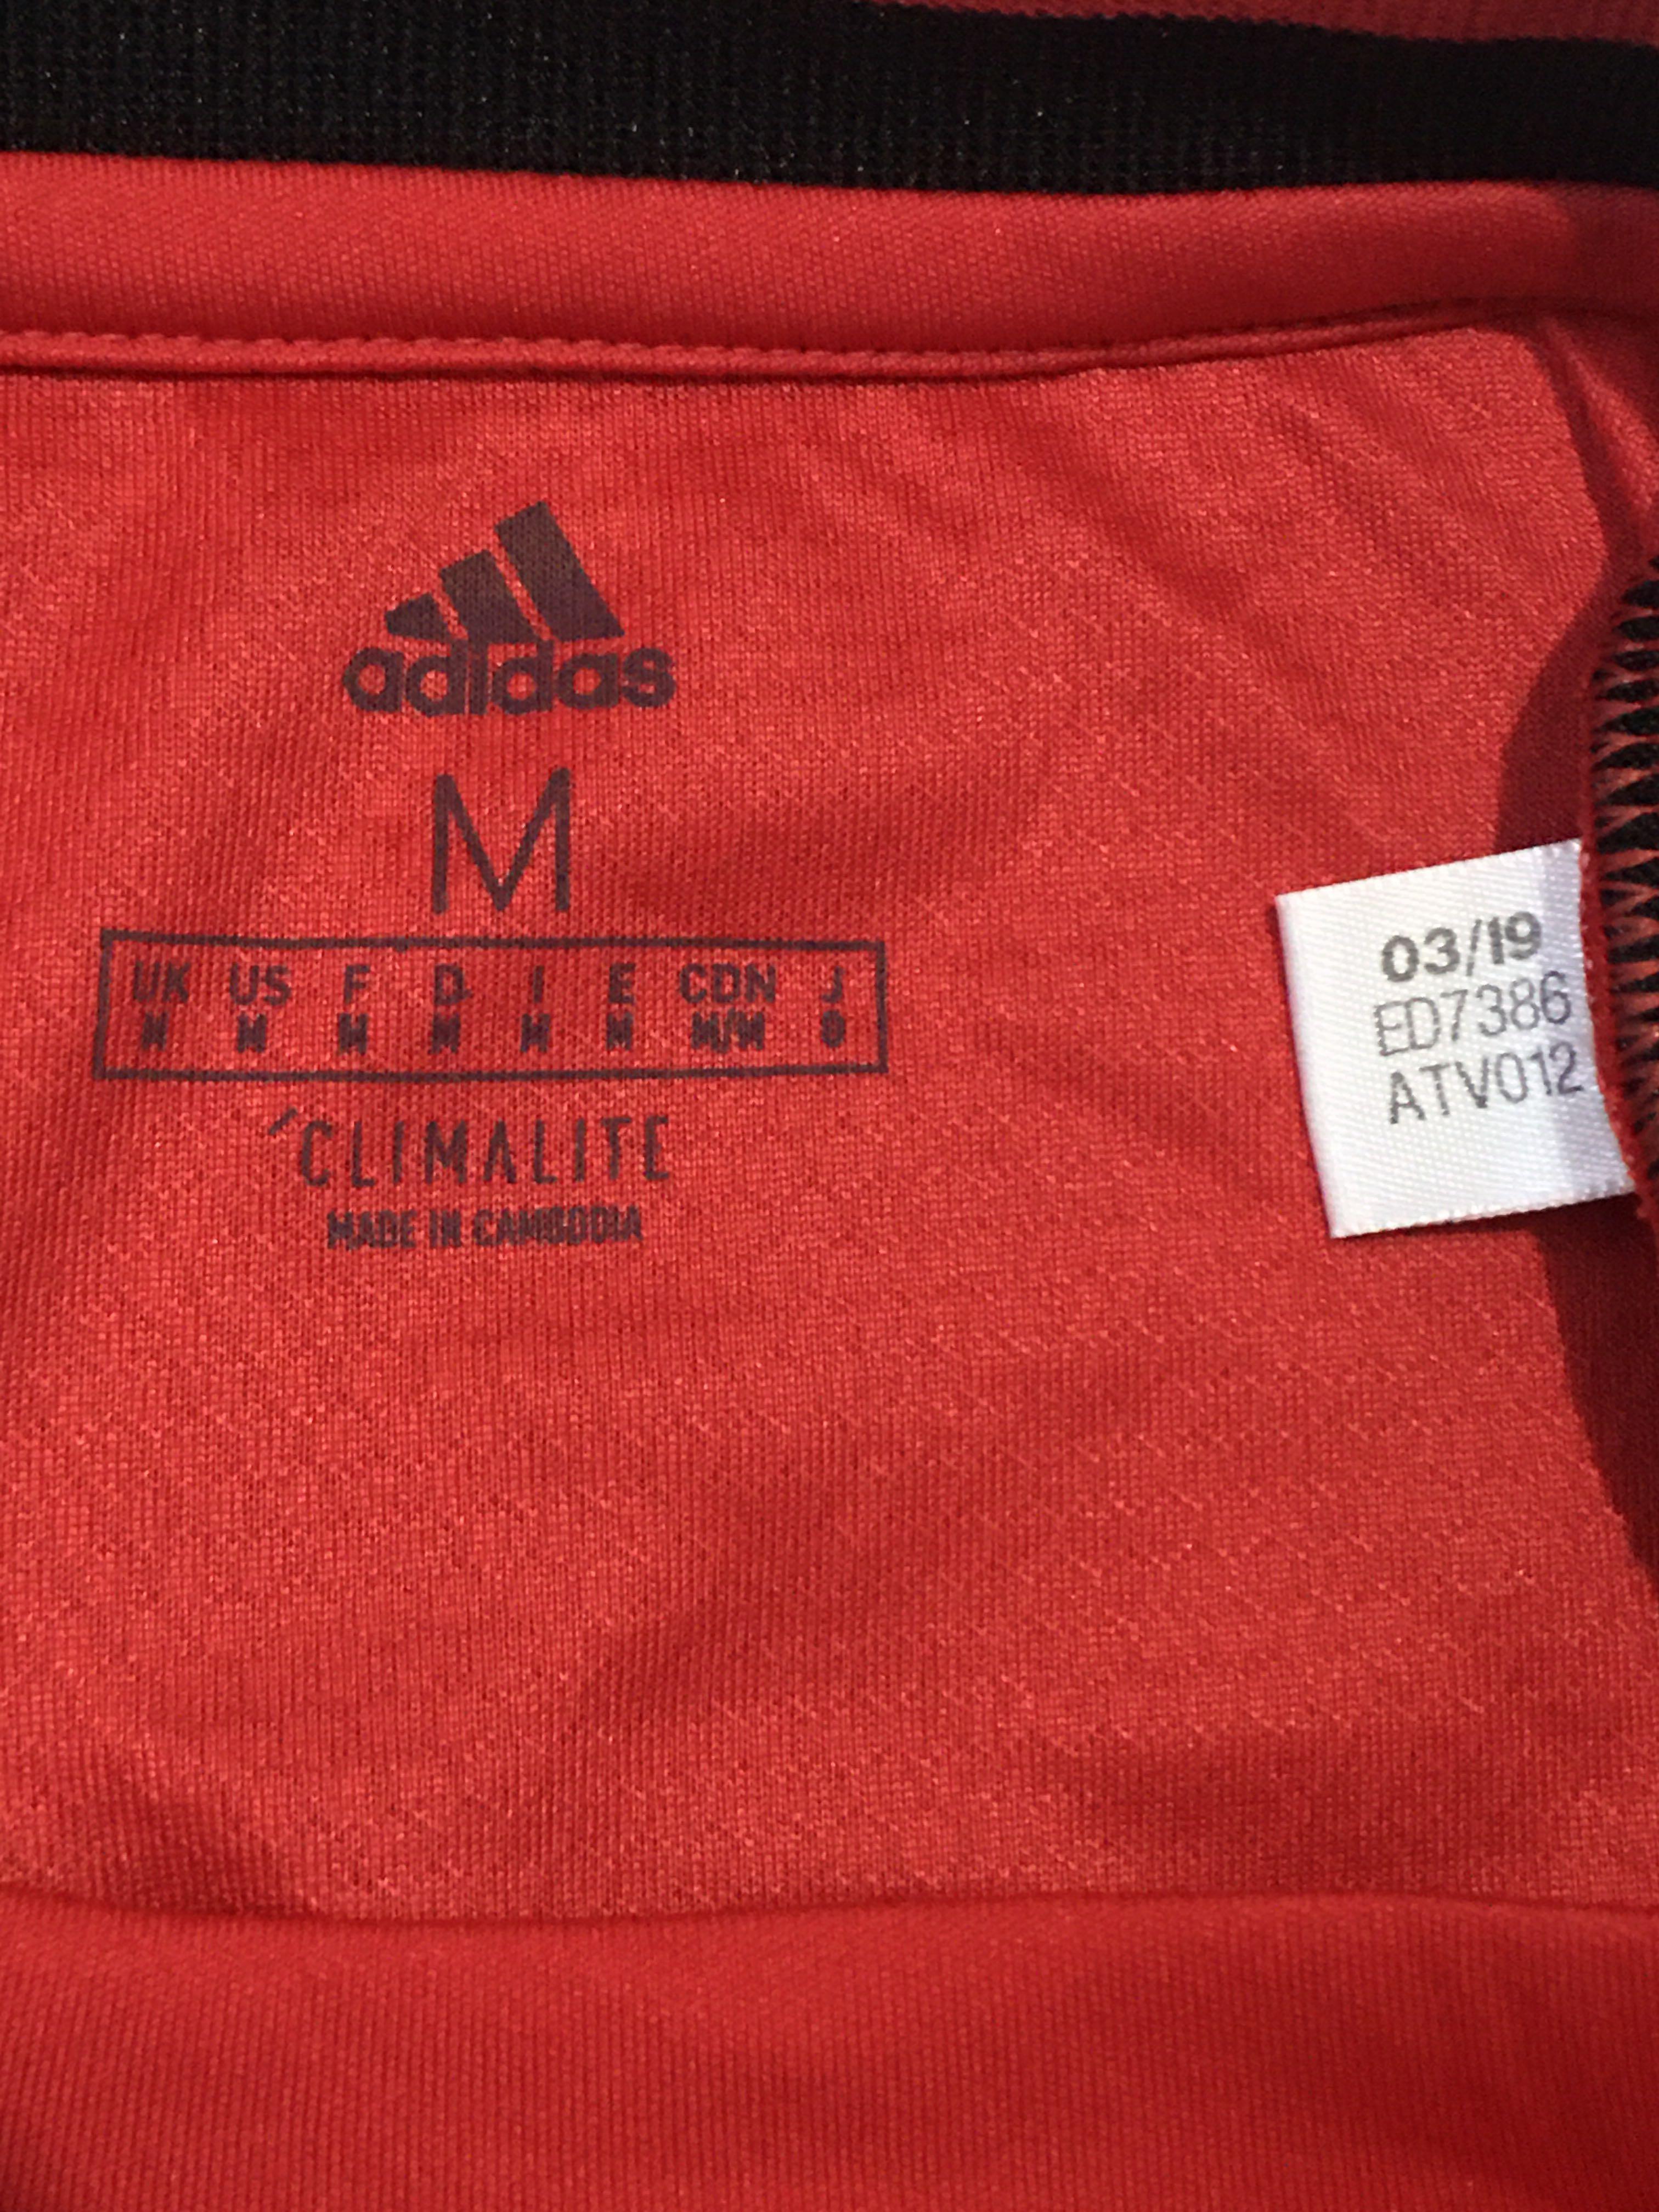 adidas
M
UK US F D I E CDN J
M M M M M M M/M O
CLIMALITE
MADE IN CAMBODIA
03/19
ED7386
ATV012